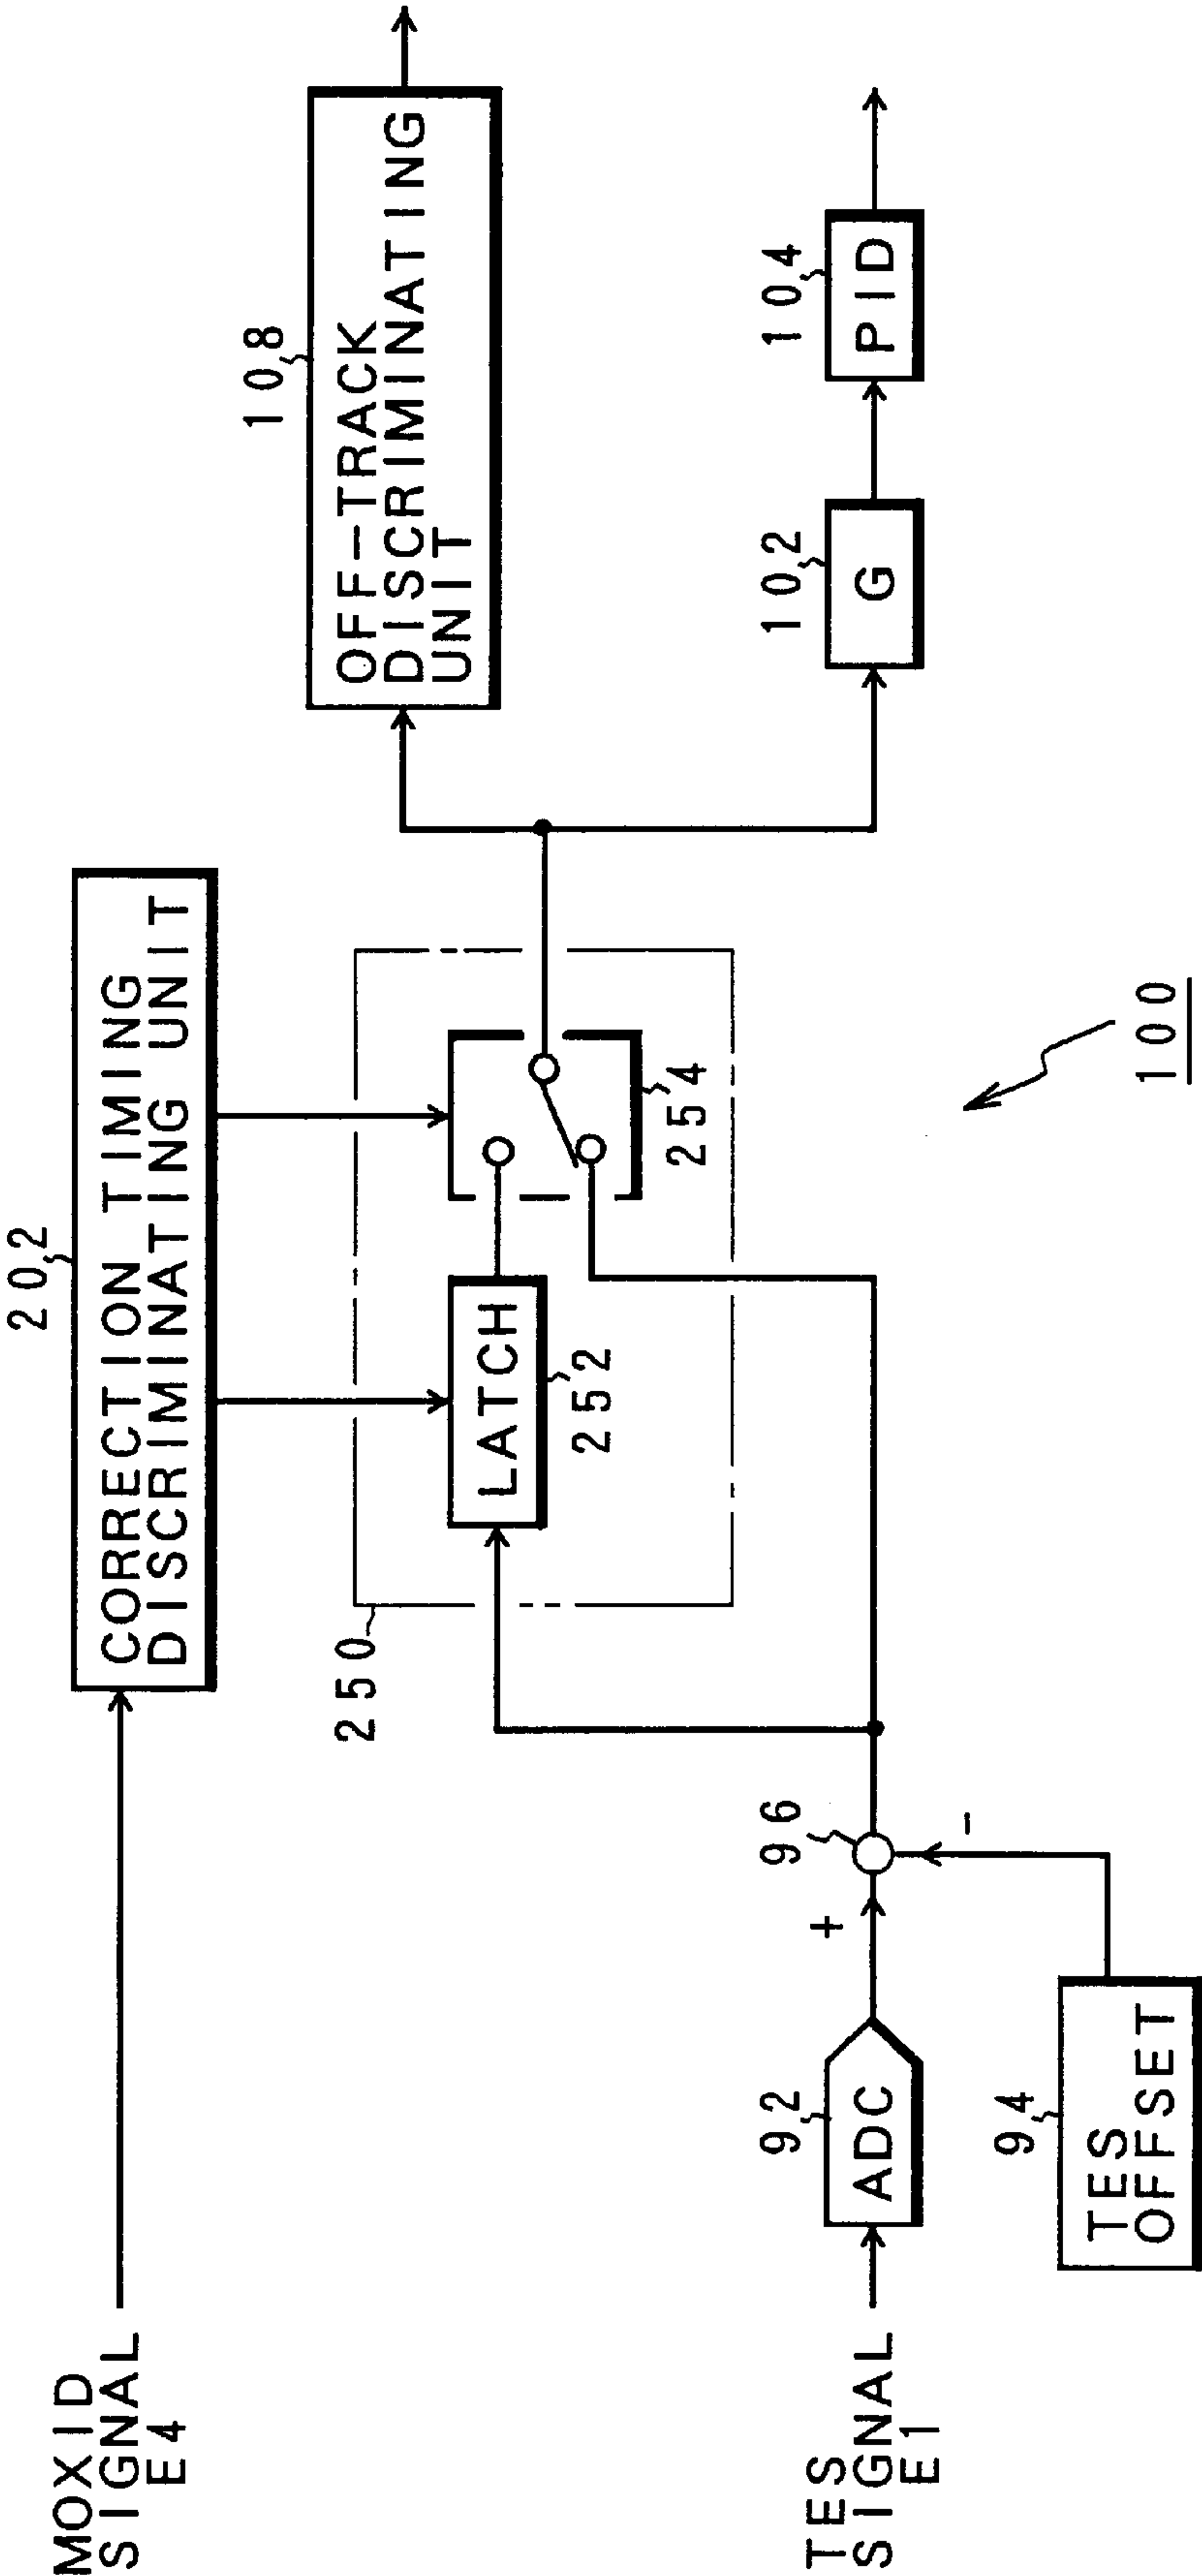 MOXID
SIGNAL
E4
202
CORRECTION TIMING
DISCRIMINATING UNIT
108
OFF-TRACK
DISCRIMINATING
UNIT
250
LATCH
252
254
TES
SIGNAL
E1
92
ADC
+
96
-
94
TES
OFFSET
102
G
104
PID
100